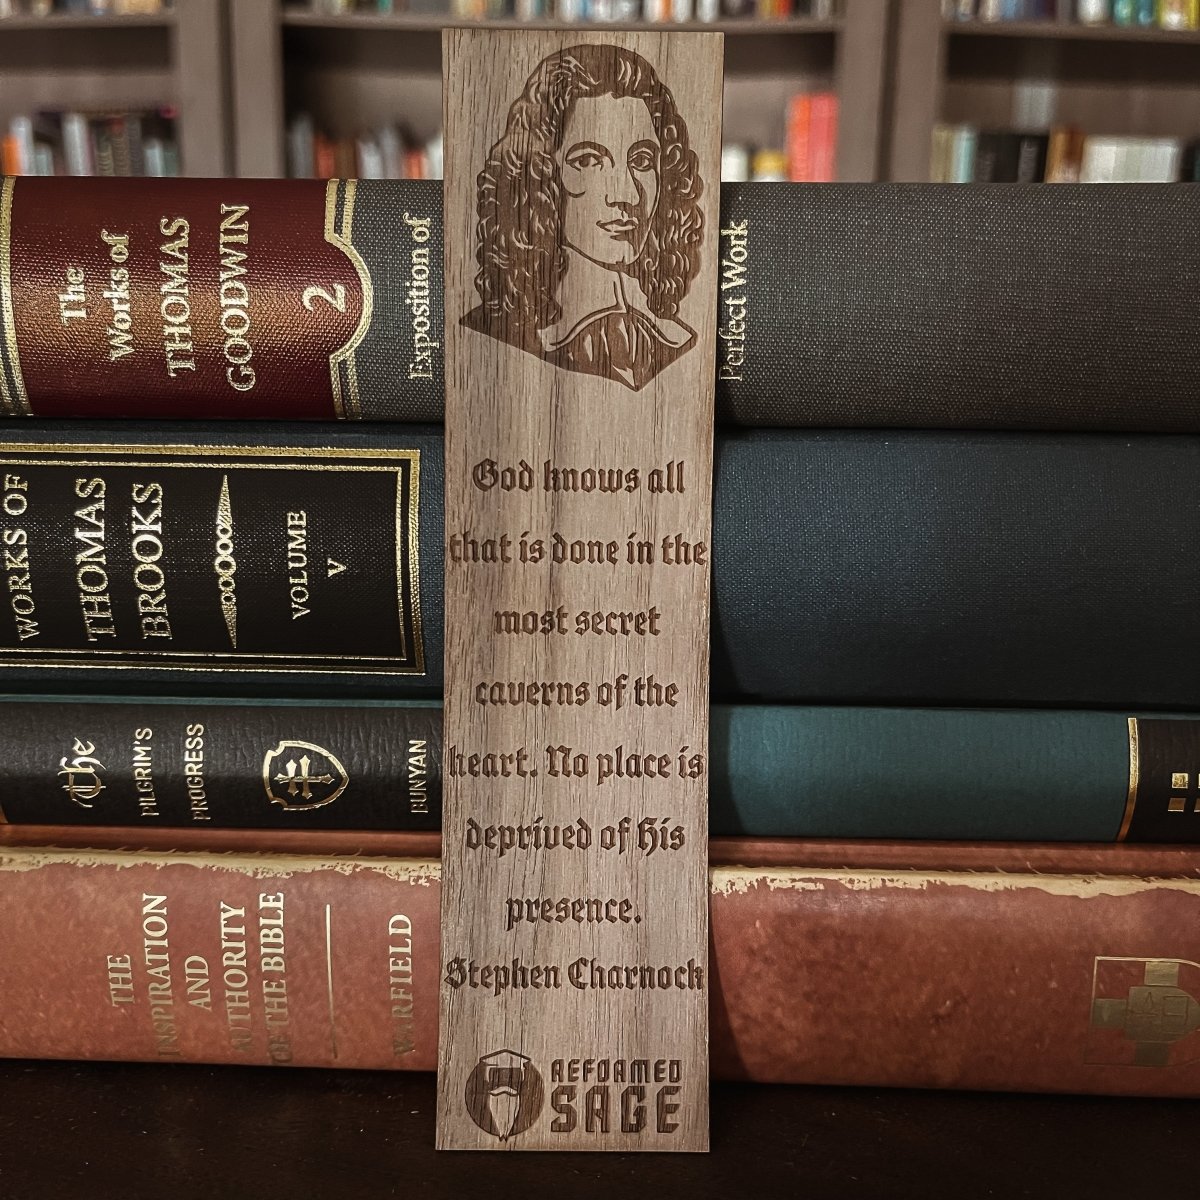 The
Works of
THOMAS
GOODWIN
2
Exposition of
Perfect Work
WORKS OF
THOMAS
BROOKS
VOLUME
V
the
PILGRIM'S
PROGRESS
BUNYAN
THE
INSPIRATION
AND
AUTHORITY
OF THE BIBLE
WARFIELD
God knows all
that is done in the
most secret
caverns of the
heart. No place is
deprived of His
presence.
Stephen Charnock
REFORMED
SAGE